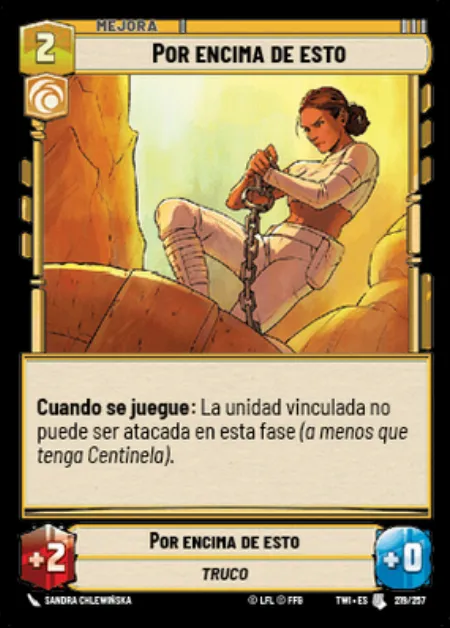 MEJORA
2
POR ENCIMA DE ESTO
Cuando se juegue: La unidad vinculada no
puede ser atacada en esta fase (a menos que
tenga Centinela).
+2
POR ENCIMA DE ESTO
+0
TRUCO
SANDRA CHLEWIŃSKA
© LFL © FFG
TWI • ES
219/257